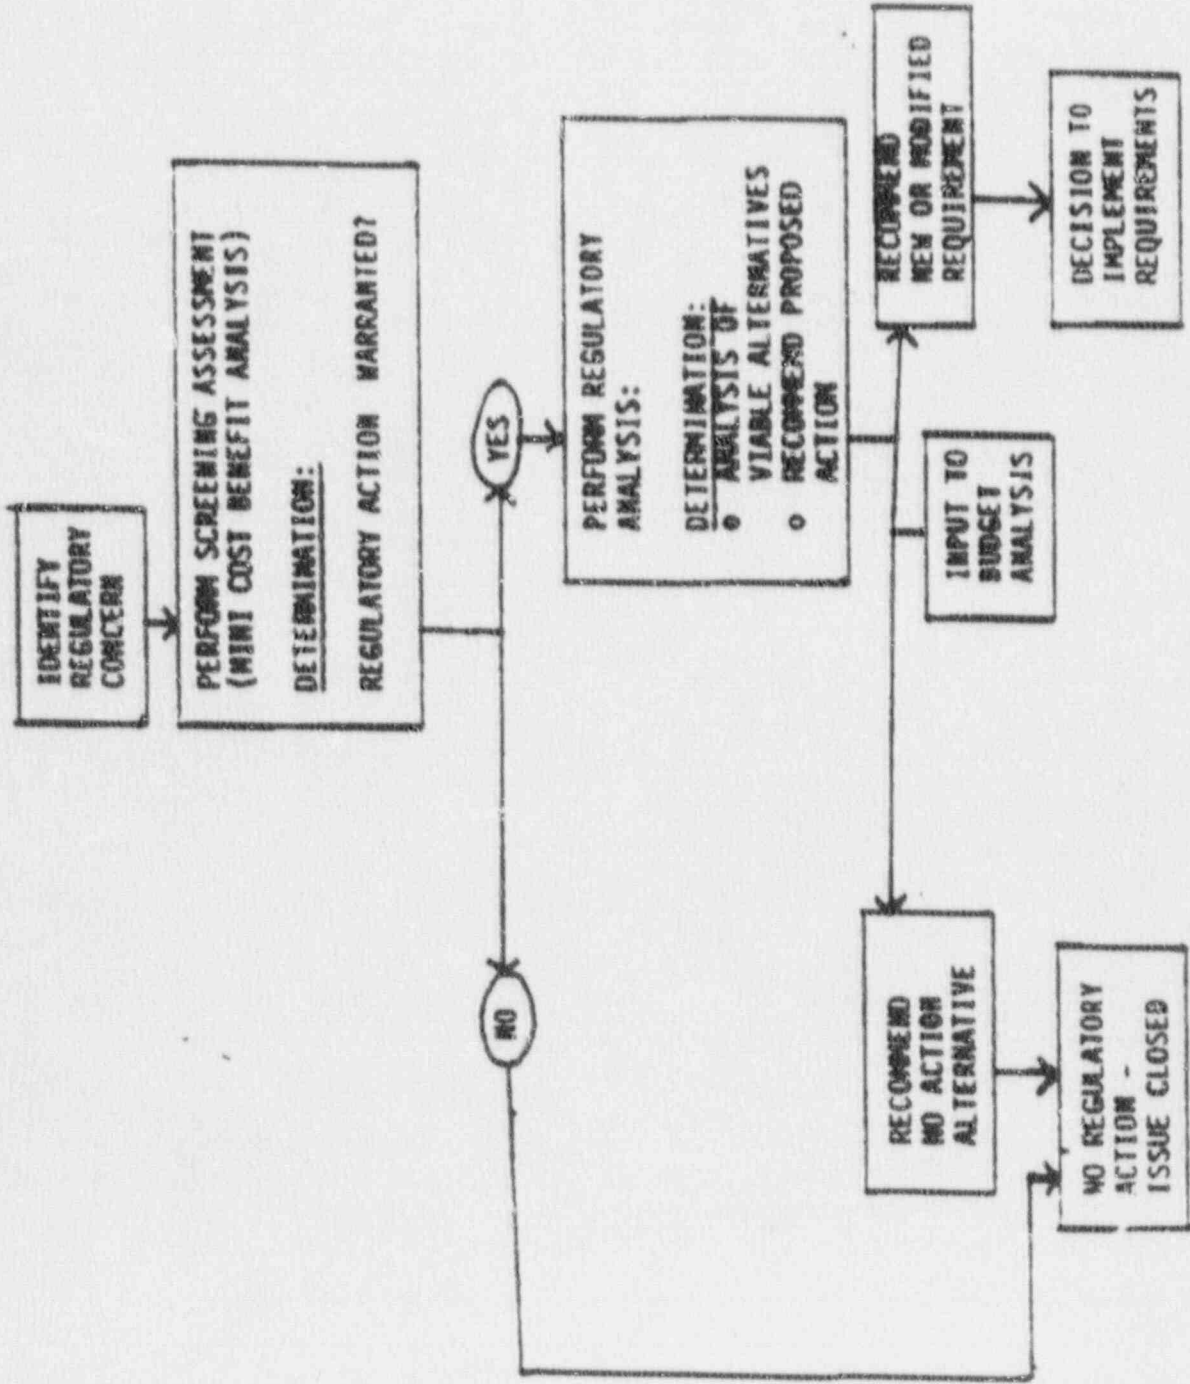 IDENTIFY
REGULATORY
CONCERN
PERFORM SCREENING ASSESSMENT
(MINI COST BENEFIT ANALYSIS)
DETERMINATION:
REGULATORY ACTION WARRANTED?
NO
YES
PERFORM REGULATORY
ANALYSIS:
DETERMINATION:
o ANALYSIS OF
VIABLE ALTERNATIVES
o RECOMMEND PROPOSED
ACTION
RECOMMEND
NO ACTION
ALTERNATIVE
INPUT TO
BUDGET
ANALYSIS
RECOMMEND
NEW OR MODIFIED
REQUIREMENT
NO REGULATORY
ACTION -
ISSUE CLOSED
DECISION TO
IMPLEMENT
REQUIREMENTS